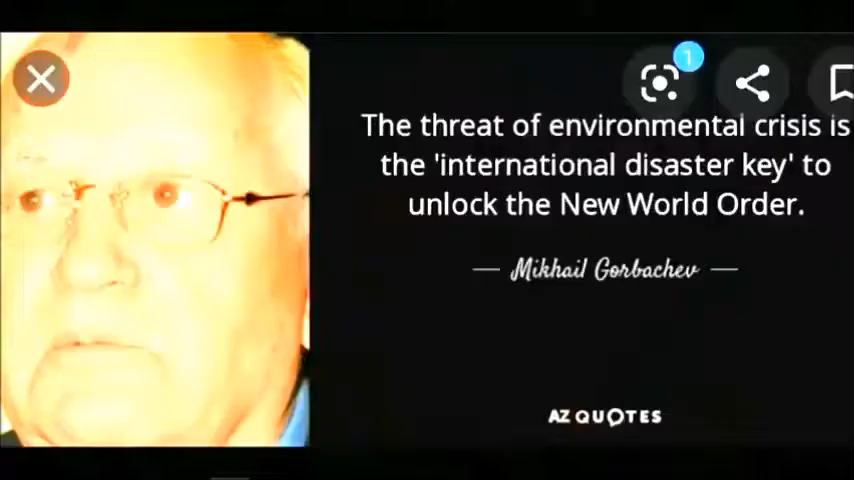 1
The threat of environmental crisis is
the 'international disaster key' to
unlock the New World Order.
— Mikhail Gorbachev —
AZ QUOTES